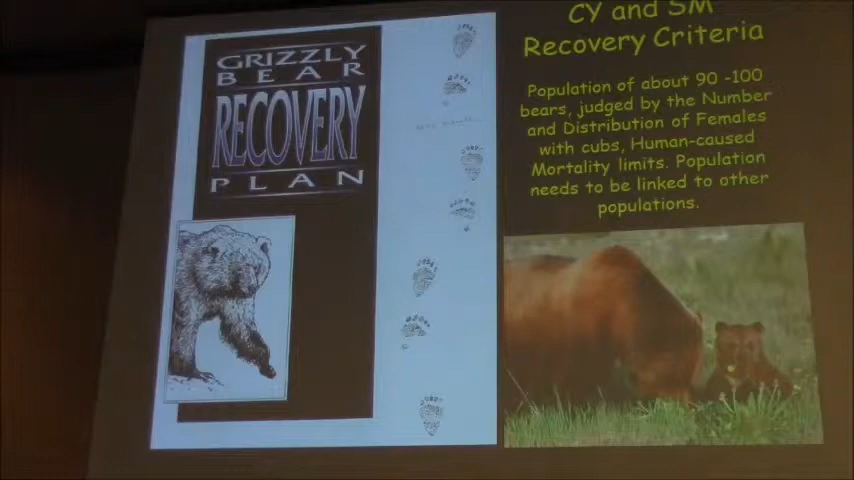 GRIZZLY
BEAR
RECOVERY
PLAN
CY and SM
Recovery Criteria
Population of about 90 -100
bears, judged by the Number
and Distribution of Females
with cubs, Human-caused
Mortality limits. Population
needs to be linked to other
populations.